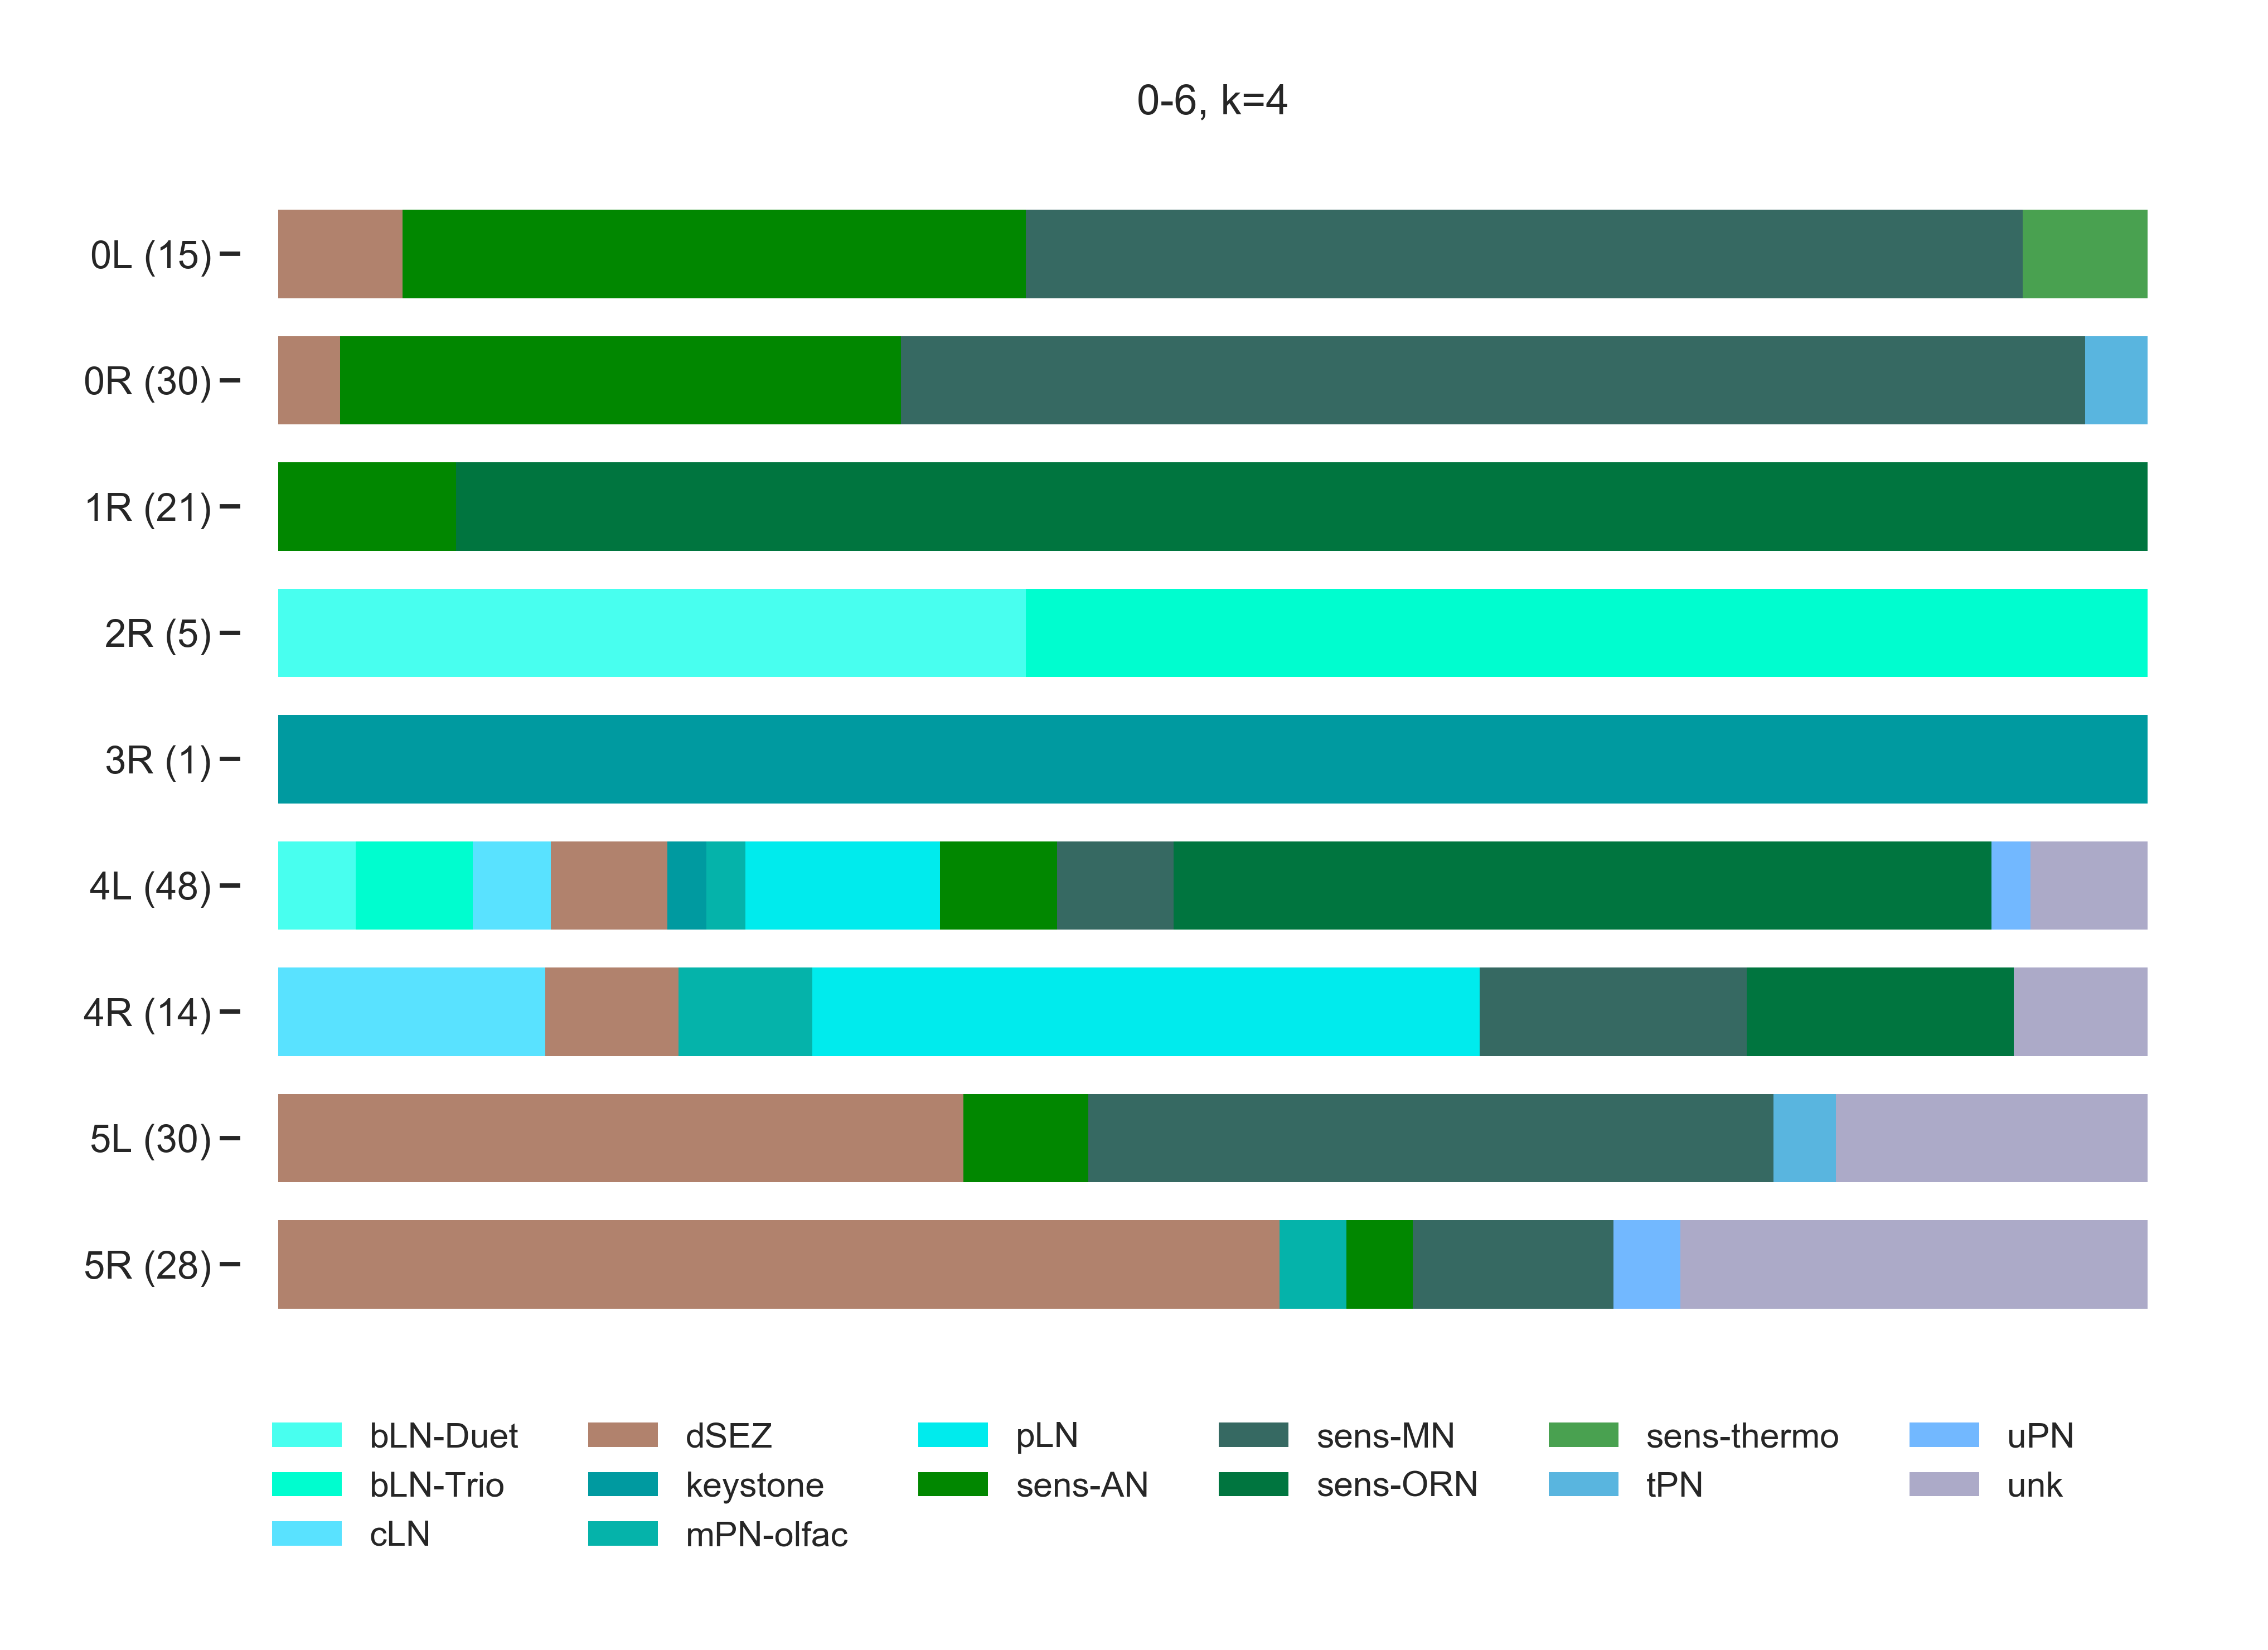 0-6, k=4
0L (15)
0R (30)
1R (21)
2R (5)
3R (1)
4L (48)
4R (14)
5L (30)
5R (28)
bLN-Duet dSEZ pLN sens-MN sens-thermo uPN
bLN-Trio keystone sens-AN sens-ORN tPN unk
cLN mPN-olfac